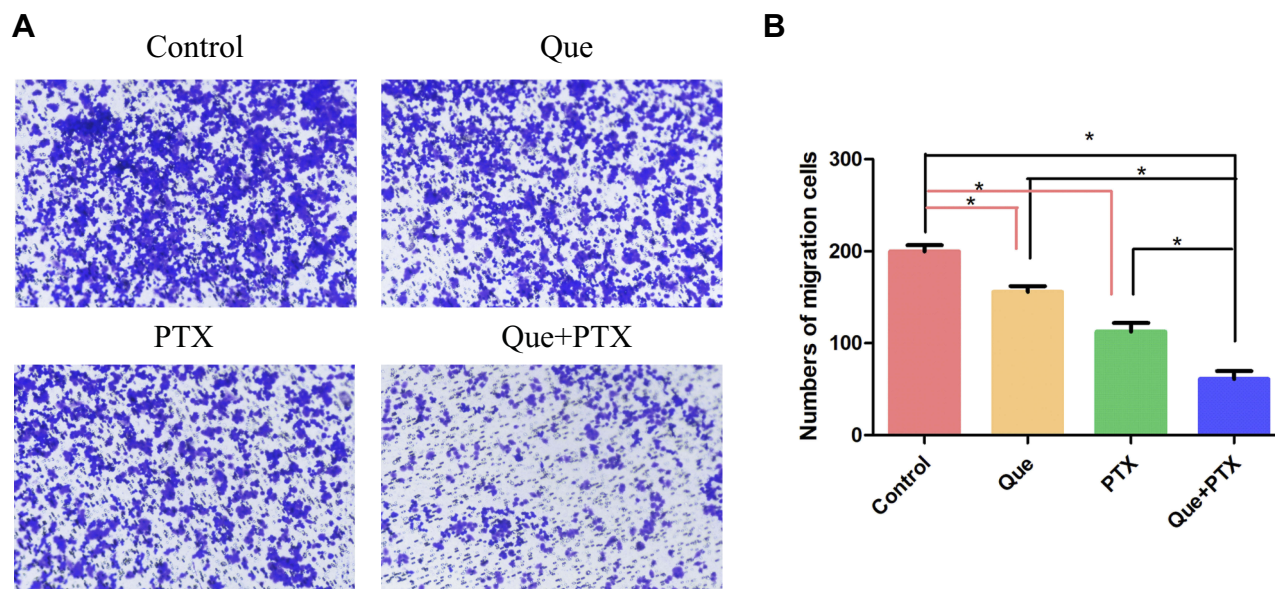 A
Control
Que
PTX
Que+PTX
B
Numbers of migration cells
300
200
100
0
*
*
*
*
*
Control
Que
PTX
Que+PTX